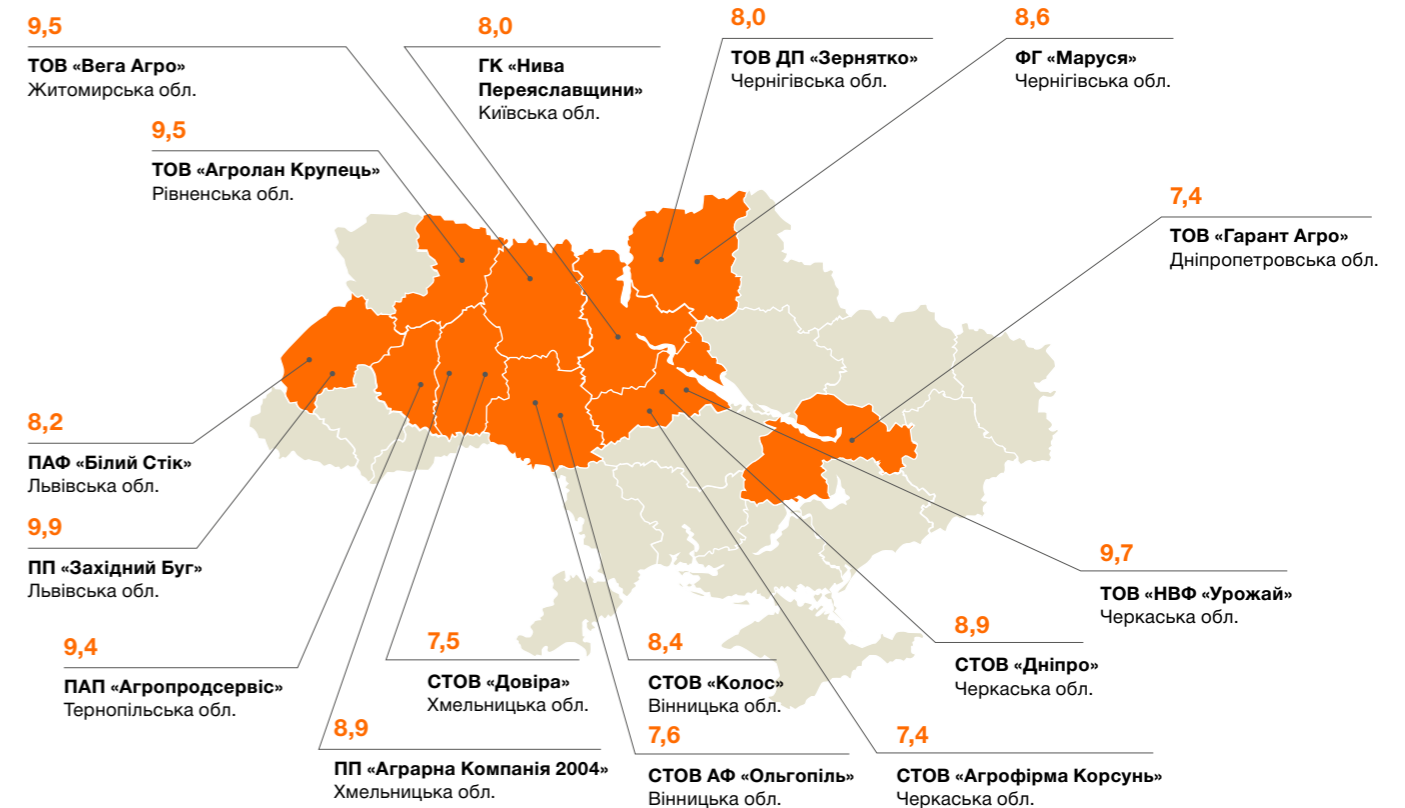 9,5
ТОВ «Вега Агро»
Житомирська обл.
8,0
ГК «Нива
Переяславщини»
Київська обл.
8,0
ТОВ ДП «Зернятко»
Чернігівська обл.
8,6
ФГ «Маруся»
Чернігівська обл.
9,5
ТОВ «Агролан Крупець»
Рівненська обл.
7,4
ТОВ «Гарант Агро»
Дніпропетровська обл.
8,2
ПАФ «Білий Стік»
Львівська обл.
9,9
ПП «Західний Буг»
Львівська обл.
9,7
ТОВ «НВФ «Урожай»
Черкаська обл.
9,4
ПАП «Агропродсервіс»
Тернопільська обл.
7,5
СТОВ «Довіра»
Хмельницька обл.
8,4
СТОВ «Колос»
Вінницька обл.
8,9
СТОВ «Дніпро»
Черкаська обл.
8,9
ПП «Аграрна Компанія 2004»
Хмельницька обл.
7,6
СТОВ АФ «Ольгопіль»
Вінницька обл.
7,4
СТОВ «Агрофірма Корсунь»
Черкаська обл.